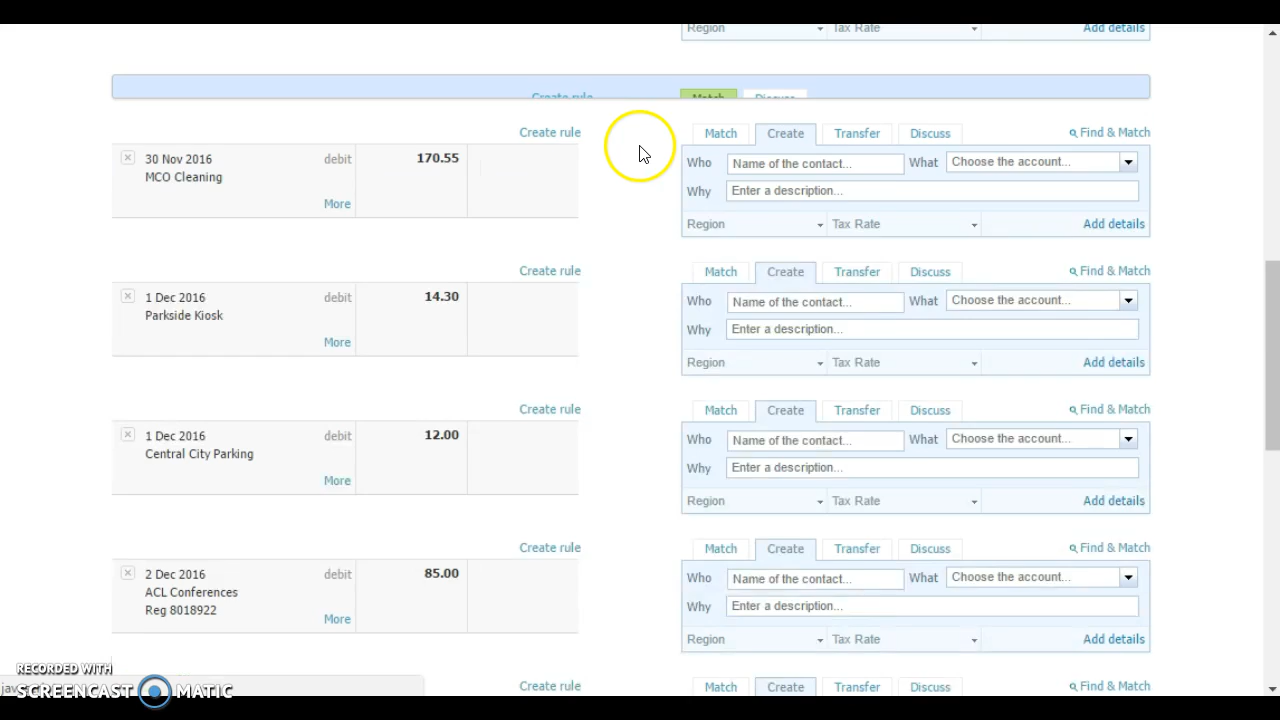 Region Tax Rate Add details
Create rule Match Discuss
Create rule Match Create Transfer Discuss Find & Match
30 Nov 2016 debit 170.55 Who Name of the contact... What Choose the account...
MCO Cleaning
Why Enter a description...
More
Region Tax Rate Add details
Create rule Match Create Transfer Discuss Find & Match
1 Dec 2016 debit 14.30 Who Name of the contact... What Choose the account...
Parkside Kiosk
Why Enter a description...
More
Region Tax Rate Add details
Create rule Match Create Transfer Discuss Find & Match
1 Dec 2016 debit 12.00 Who Name of the contact... What Choose the account...
Central City Parking
Why Enter a description...
More
Region Tax Rate Add details
Create rule Match Create Transfer Discuss Find & Match
2 Dec 2016 debit 85.00 Who Name of the contact... What Choose the account...
ACL Conferences
Reg 8018922 Why Enter a description...
More
Region Tax Rate Add details
RECORDED WITH
SCREENCAST MATIC
Create rule Match Create Transfer Discuss Find & Match